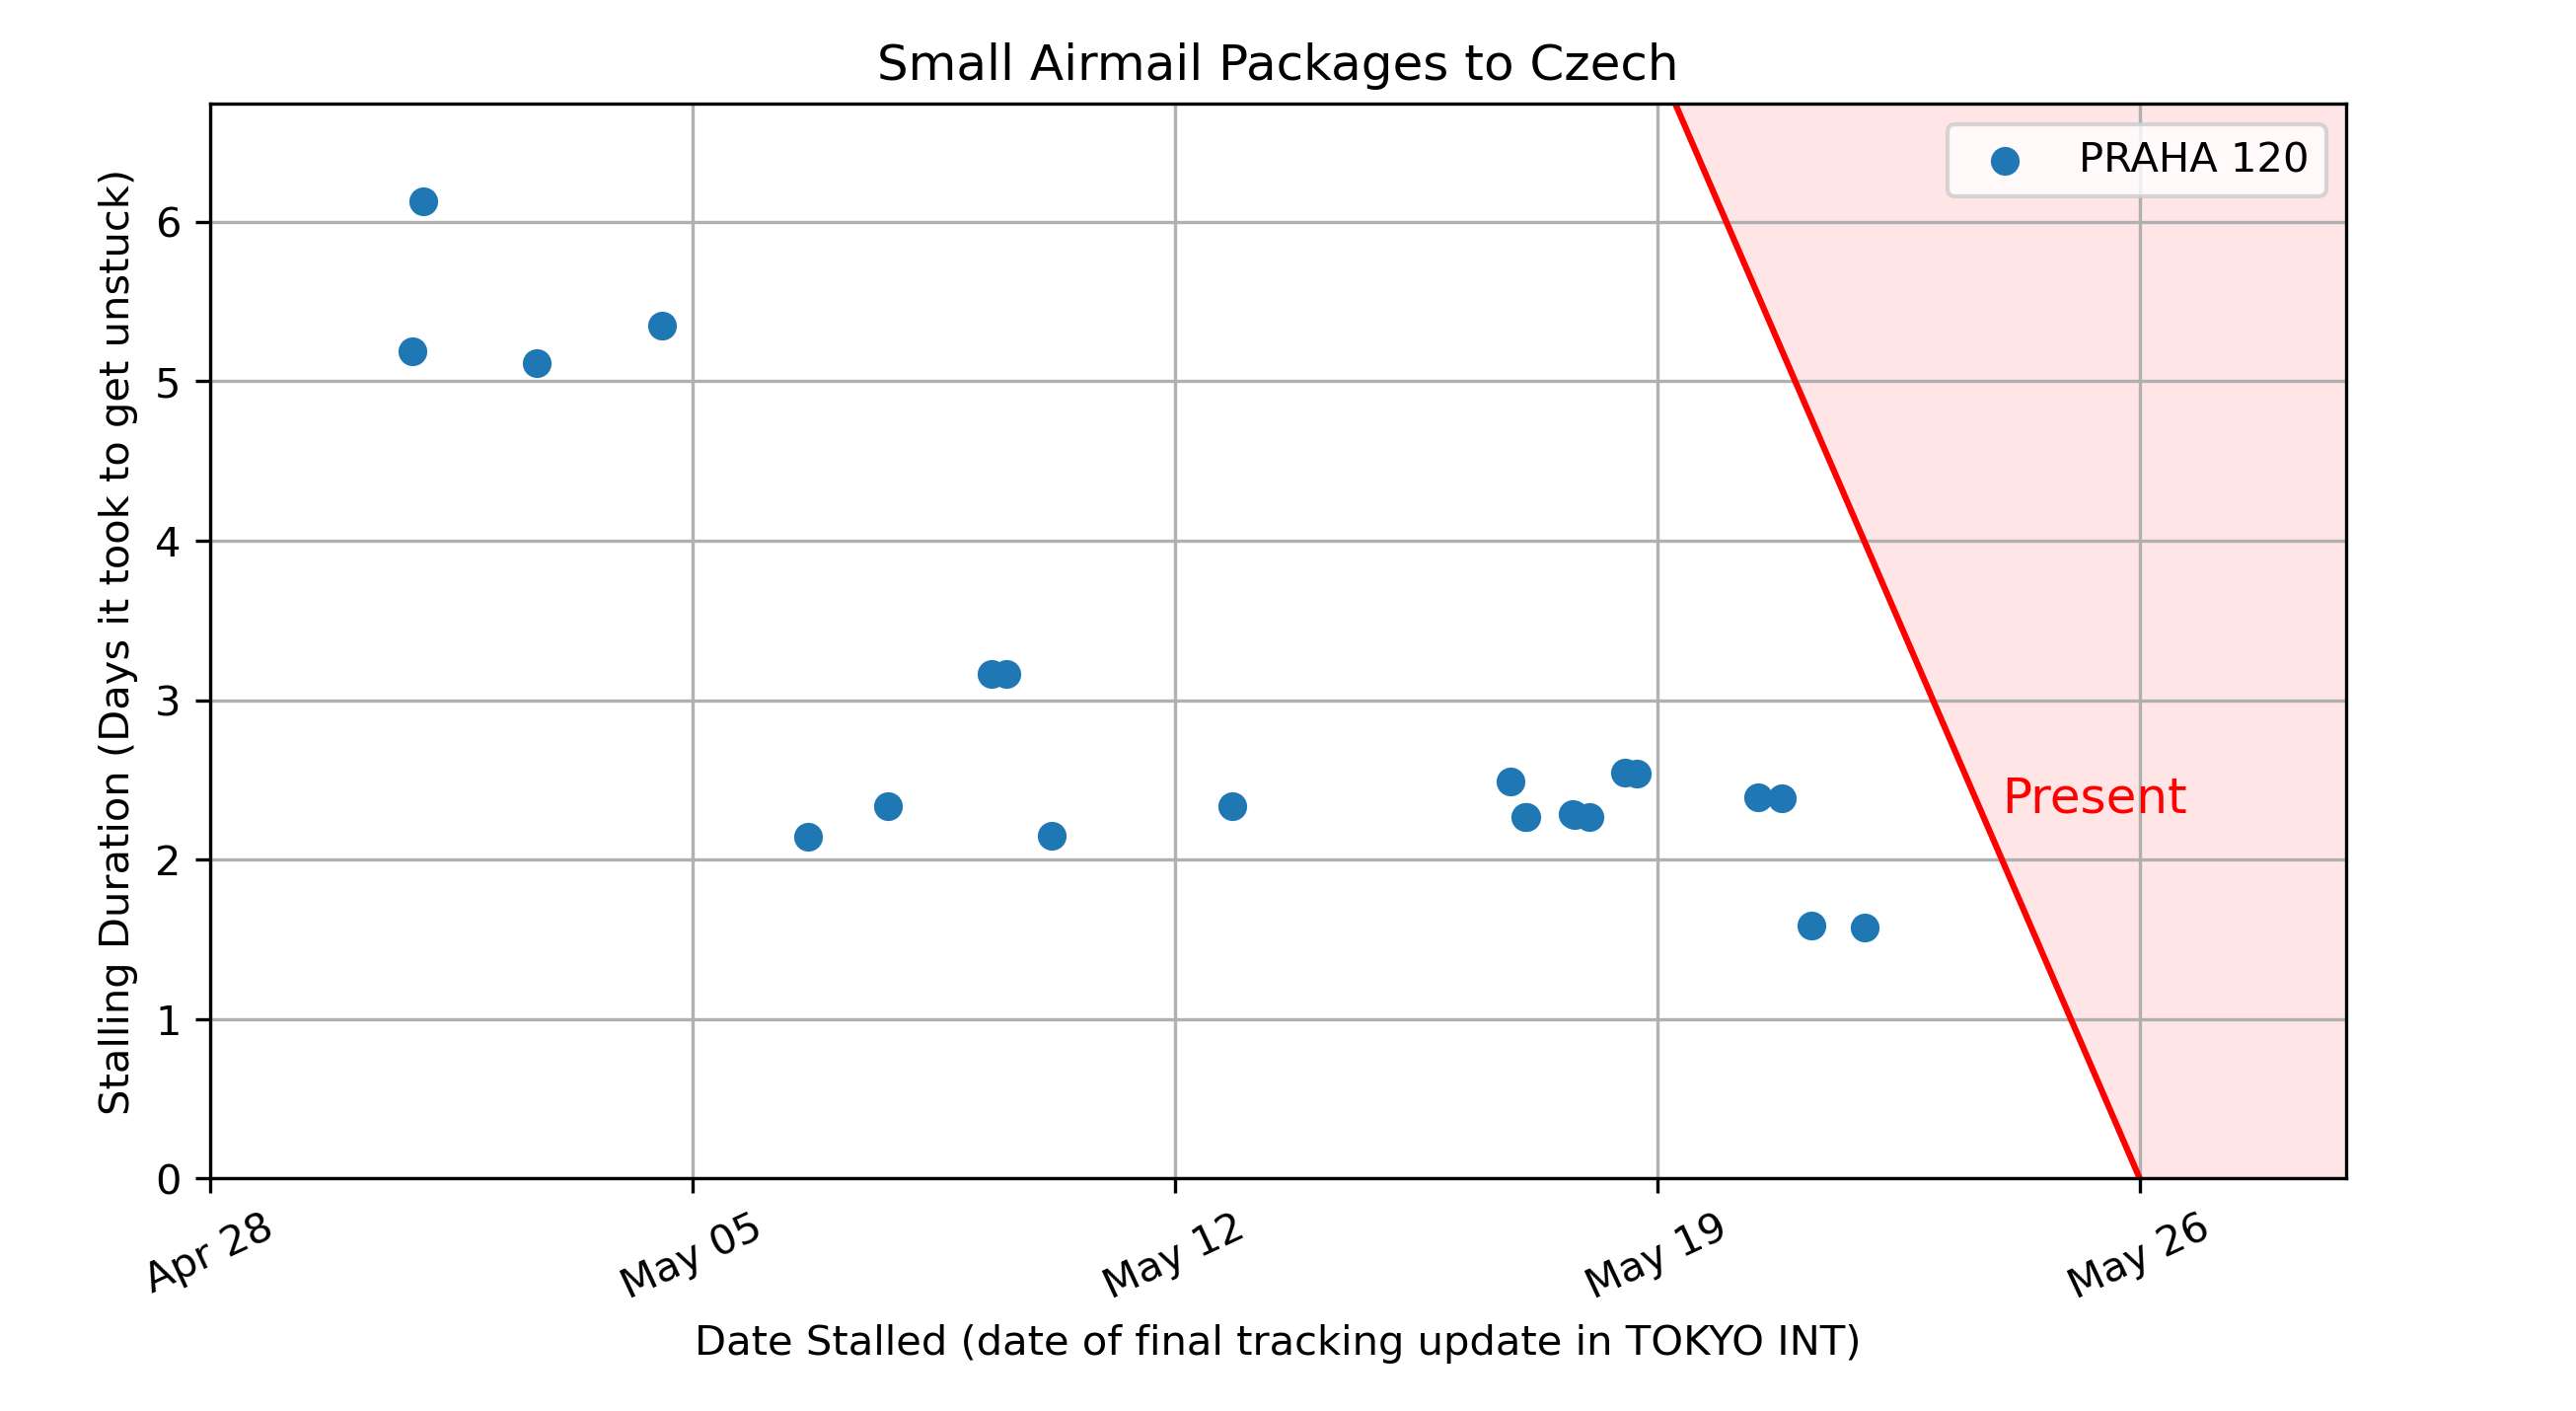 Small Airmail Packages to Czech
PRAHA 120
Stalling Duration (Days it took to get unstuck)
6
5
4
3
2
1
0
Present
Apr 28
May 05
May 12
May 19
May 26
Date Stalled (date of final tracking update in TOKYO INT)